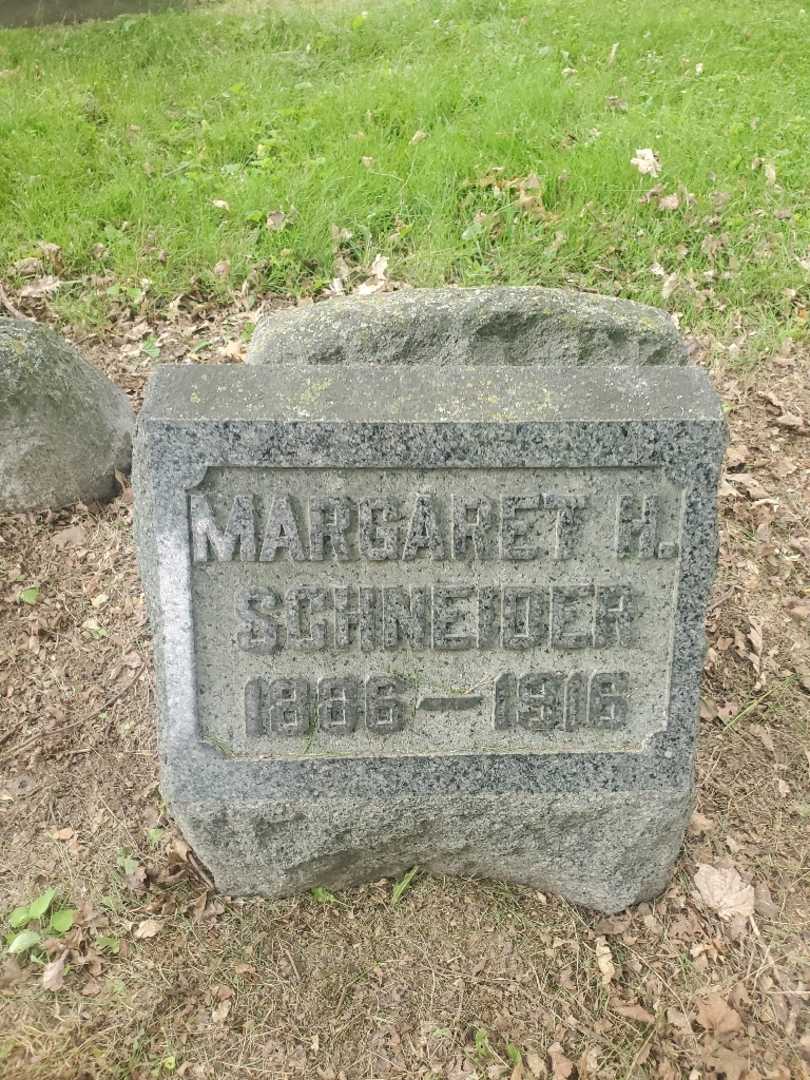 MARGARET H.
SCHNEIDER
1886–1916